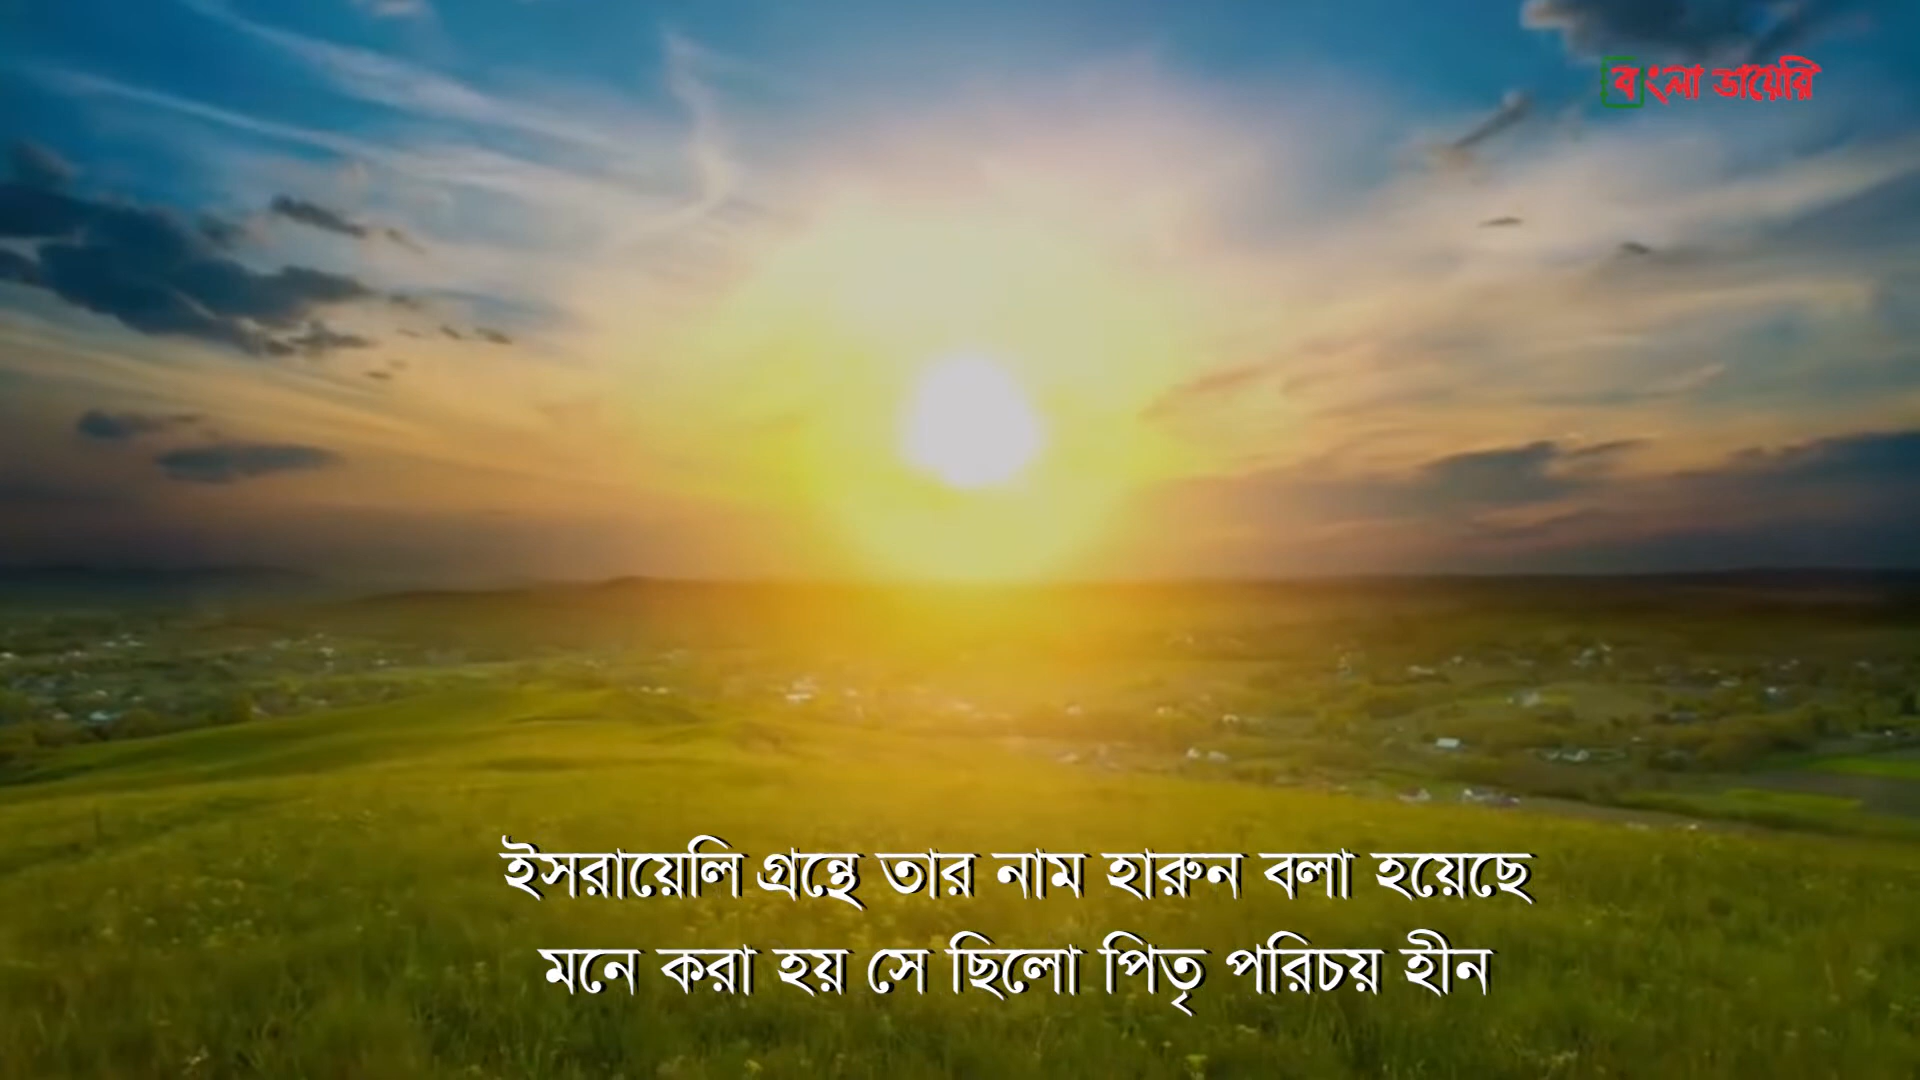 বাংলা ডায়েরি
ইসরায়েলি গ্রন্থে তার নাম হারুন বলা হয়েছে
মনে করা হয় সে ছিলো পিতৃ পরিচয় হীন